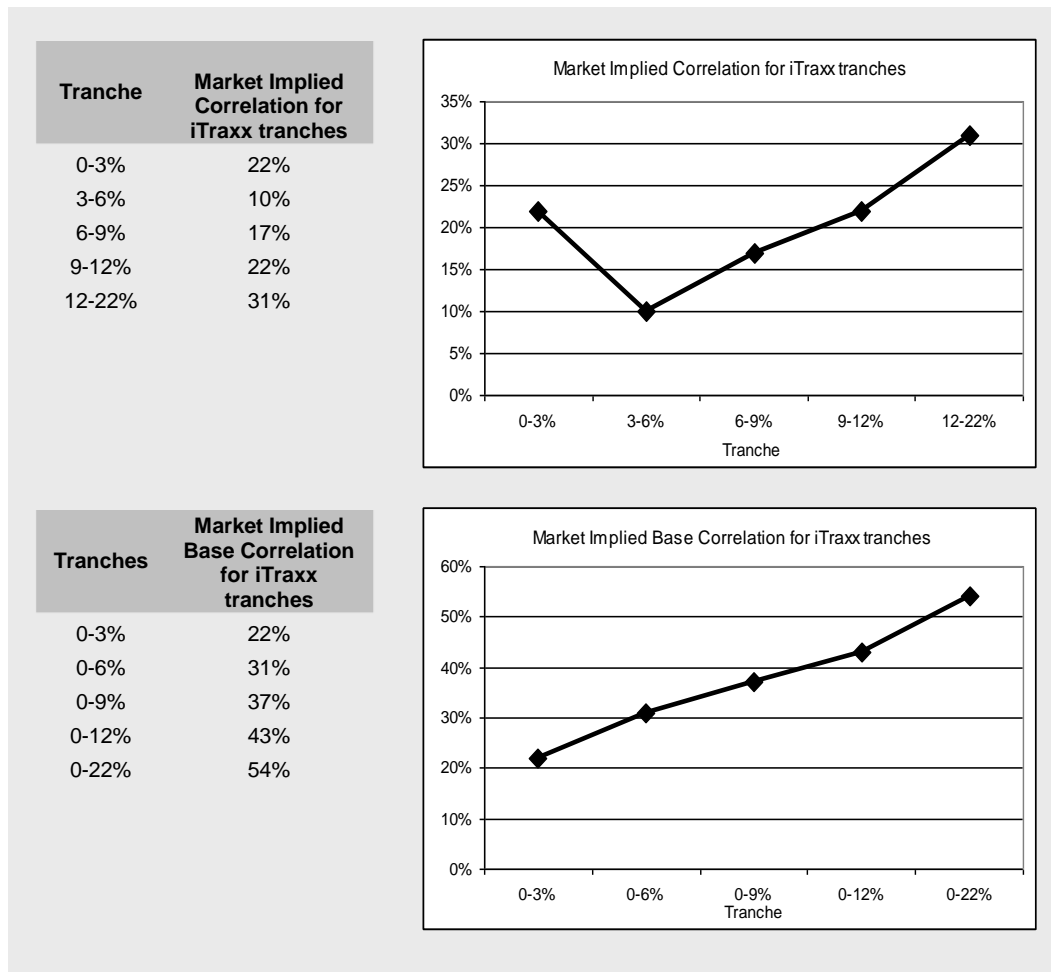 Tranche
Market Implied
Correlation for
iTraxx tranches
0-3% 22%
3-6% 10%
6-9% 17%
9-12% 22%
12-22% 31%
Market Implied Correlation for iTraxx tranches
35%
30%
25%
20%
15%
10%
5%
0%
0-3% 3-6% 6-9% 9-12% 12-22%
Tranche
Tranches
Market Implied
Base Correlation
for iTraxx
tranches
0-3% 22%
0-6% 31%
0-9% 37%
0-12% 43%
0-22% 54%
Market Implied Base Correlation for iTraxx tranches
60%
50%
40%
30%
20%
10%
0%
0-3% 0-6% 0-9% 0-12% 0-22%
Tranche